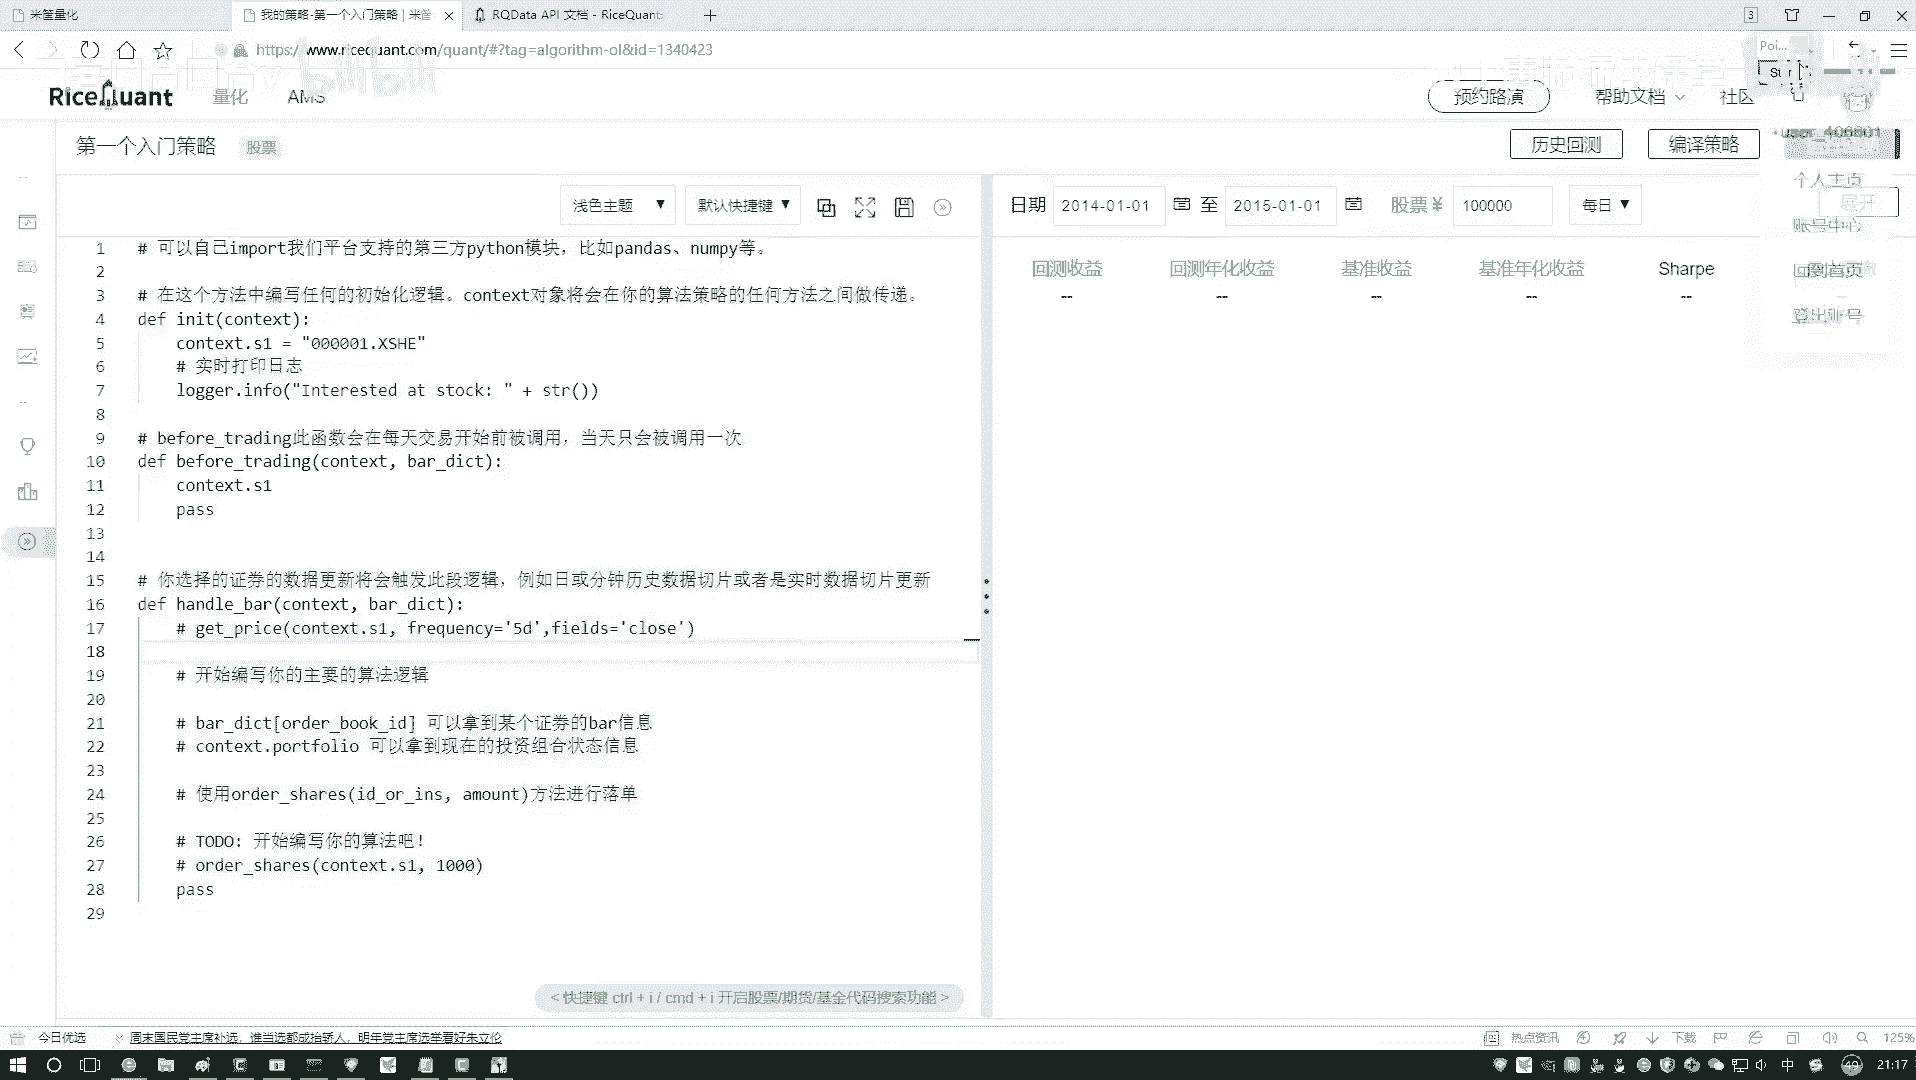 米筐量化
我的策略-第一个入门策略 | 米筐
RQData API 文档 - RiceQuant
3
https://www.ricequant.com/quant/#?tag=algorithm-ol&id=1340423
Poi...
bilibili
RiceQuant
量化
AMS
预约路演
帮助文档
社区
第一个入门策略
股票
历史回测
编译策略
个人主页
展开
账号中心
回到首页
登出账号
浅色主题 ▼
默认快捷键 ▼
日期 2014-01-01 至 2015-01-01 股票 ¥ 100000 每日 ▼
回测收益 回测年化收益 基准收益 基准年化收益 Sharpe
-- -- -- -- --
1 # 可以自己import我们平台支持的第三方python模块，比如pandas、numpy等。
2
3 # 在这个方法中编写任何的初始化逻辑。context对象将会在你的算法策略的任何方法之间做传递。
4 def init(context):
5 context.s1 = "000001.XSHE"
6 # 实时打印日志
7 logger.info("Interested at stock: " + str())
8
9 # before_trading此函数会在每天交易开始前被调用，当天只会被调用一次
10 def before_trading(context, bar_dict):
11 context.s1
12 pass
13
14
15 # 你选择的证券的数据更新将会触发此段逻辑，例如日或分钟历史数据切片或者是实时数据切片更新
16 def handle_bar(context, bar_dict):
17 # get_price(context.s1, frequency='5d',fields='close')
18
19 # 开始编写你的主要的算法逻辑
20
21 # bar_dict[order_book_id] 可以拿到某个证券的bar信息
22 # context.portfolio 可以拿到现在的投资组合状态信息
23
24 # 使用order_shares(id_or_ins, amount)方法进行落单
25
26 # TODO: 开始编写你的算法吧！
27 # order_shares(context.s1, 1000)
28 pass
29
< 快捷键 ctrl + i / cmd + i 开启股票/期货/基金代码搜索功能 >
今日优选
周末国民党主席补选，谁当选都成抬轿人，明年党主席选举看好朱立伦
热点资讯
下载
125%
中
49
21:17